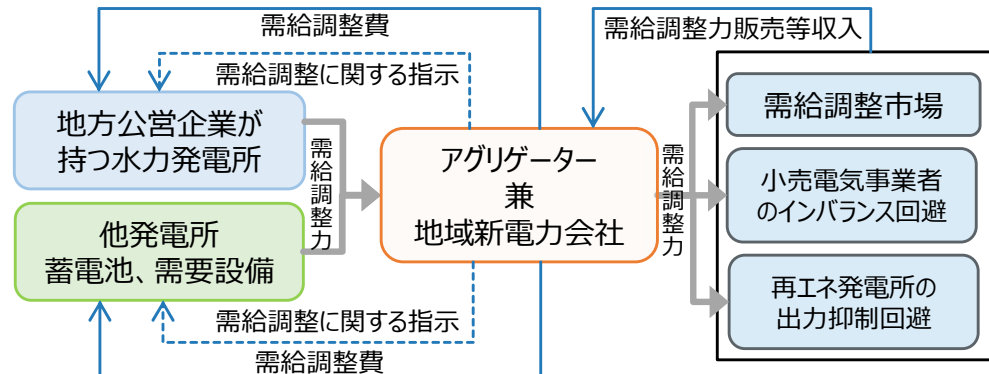 需給調整費
需給調整力販売等収入
需給調整に関する指示
地方公営企業が
持つ水力発電所
需給調整力
アグリゲーター
兼
地域新電力会社
需給調整力
需給調整市場
小売電気事業者
のインバランス回避
他発電所
蓄電池、需要設備
再エネ発電所の
出力抑制回避
需給調整に関する指示
需給調整費